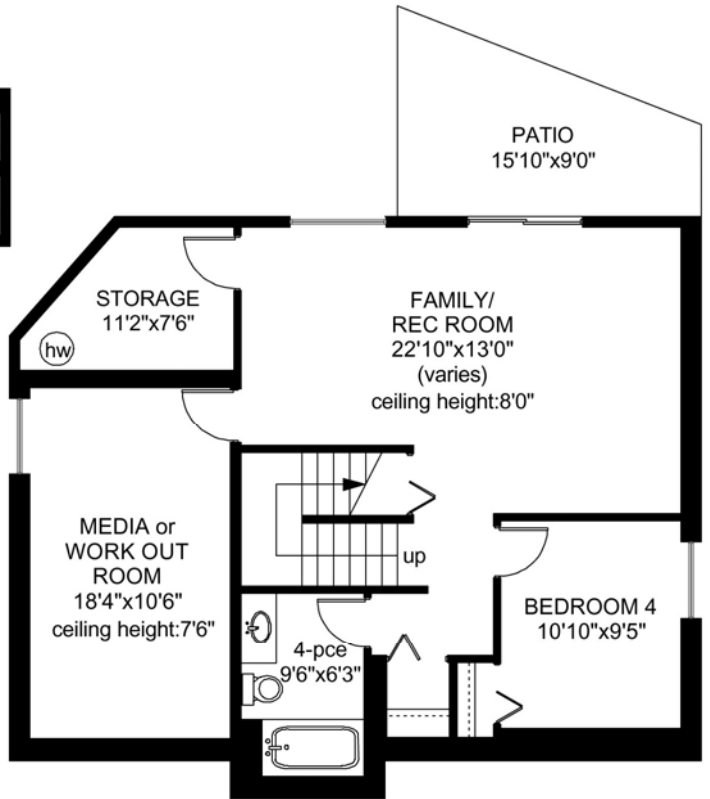 PATIO
15'10"x9'0"
STORAGE
11'2"x7'6"
hw
FAMILY/
REC ROOM
22'10"x13'0"
(varies)
ceiling height:8'0"
MEDIA or
WORK OUT
ROOM
18'4"x10'6"
ceiling height:7'6"
up
4-pce
9'6"x6'3"
BEDROOM 4
10'10"x9'5"